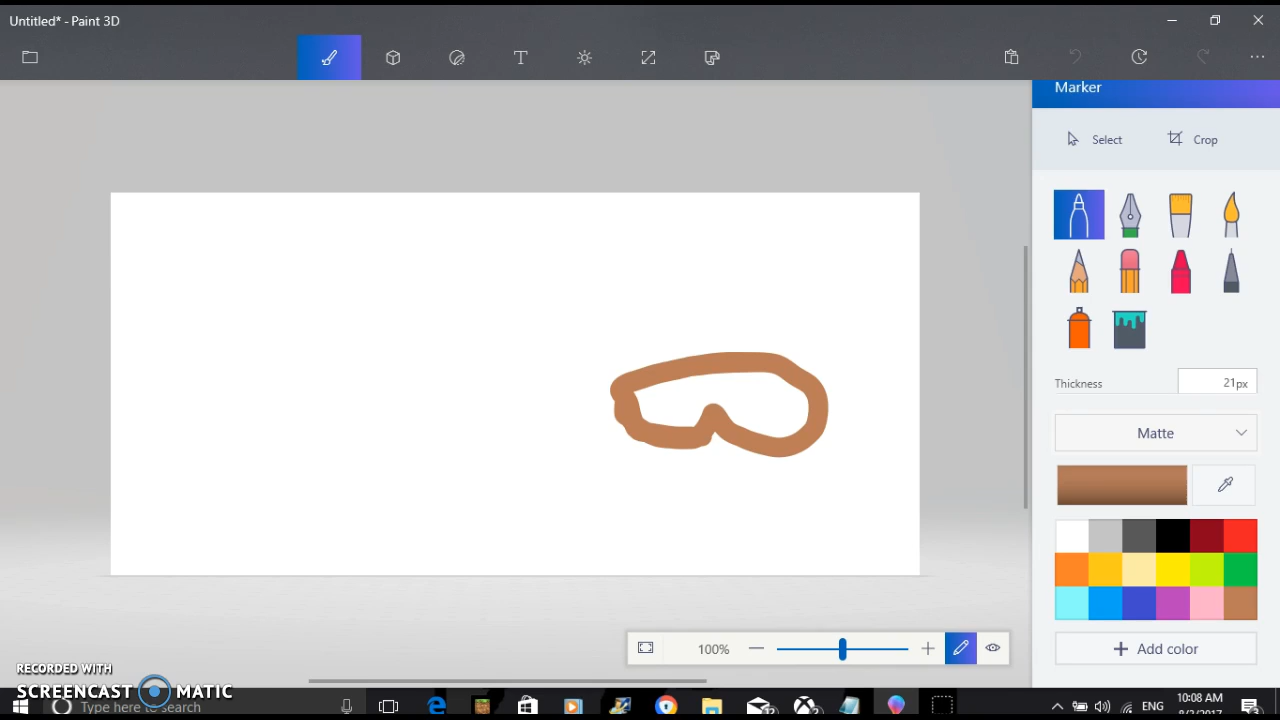 Untitled* - Paint 3D
Marker
Select
Crop
Thickness
21px
Matte
Add color
100%
RECORDED WITH
SCREENCAST MATIC
Type here to search
ENG
10:08 AM